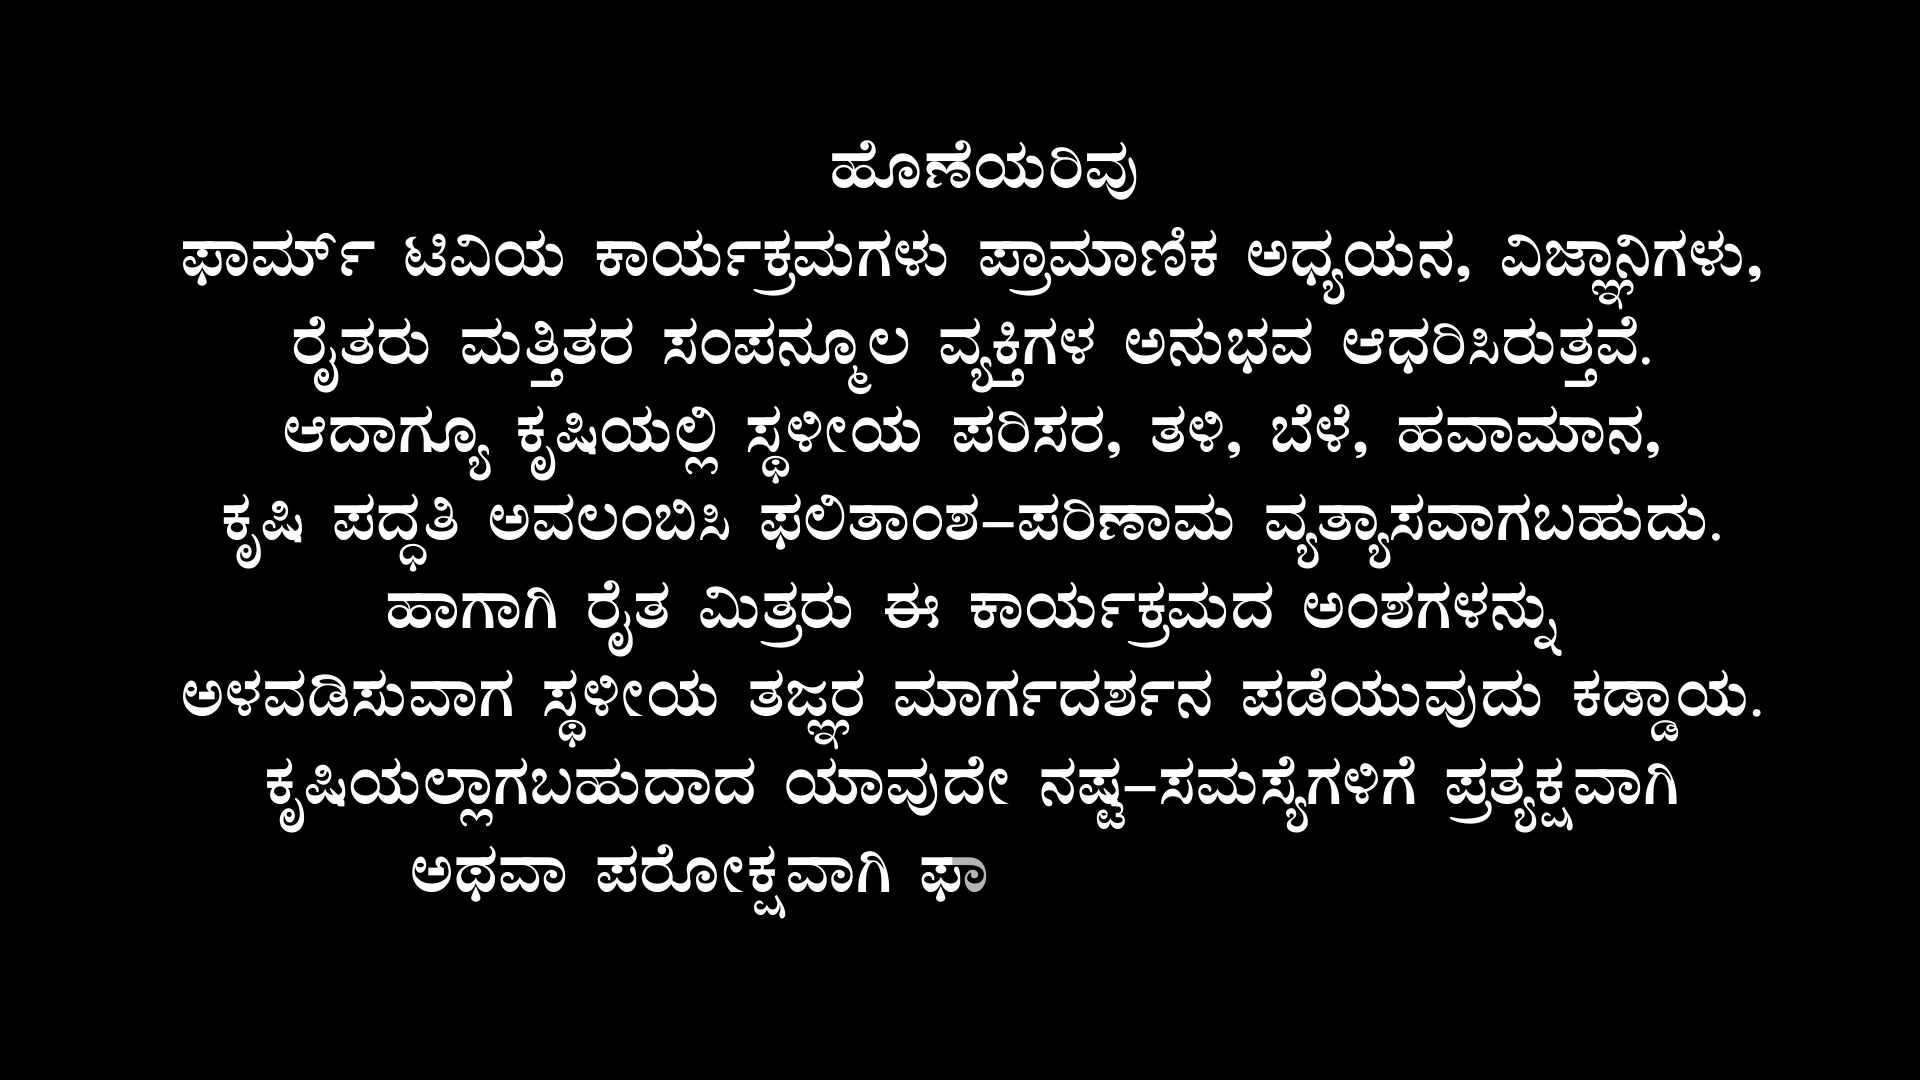 ಹೊಣೆಯರಿವು
ಫಾರ್ಮ್ ಟಿವಿಯ ಕಾರ್ಯಕ್ರಮಗಳು ಪ್ರಾಮಾಣಿಕ ಅಧ್ಯಯನ, ವಿಜ್ಞಾನಿಗಳು,
ರೈತರು ಮತ್ತಿತರ ಸಂಪನ್ಮೂಲ ವ್ಯಕ್ತಿಗಳ ಅನುಭವ ಆಧರಿಸಿರುತ್ತವೆ.
ಆದಾಗ್ಯೂ ಕೃಷಿಯಲ್ಲಿ ಸ್ಥಳೀಯ ಪರಿಸರ, ತಳಿ, ಬೆಳೆ, ಹವಾಮಾನ,
ಕೃಷಿ ಪದ್ಧತಿ ಅವಲಂಬಿಸಿ ಫಲಿತಾಂಶ–ಪರಿಣಾಮ ವ್ಯತ್ಯಾಸವಾಗಬಹುದು.
ಹಾಗಾಗಿ ರೈತ ಮಿತ್ರರು ಈ ಕಾರ್ಯಕ್ರಮದ ಅಂಶಗಳನ್ನು
ಅಳವಡಿಸುವಾಗ ಸ್ಥಳೀಯ ತಜ್ಞರ ಮಾರ್ಗದರ್ಶನ ಪಡೆಯುವುದು ಕಡ್ಡಾಯ.
ಕೃಷಿಯಲ್ಲಾಗಬಹುದಾದ ಯಾವುದೇ ನಷ್ಟ–ಸಮಸ್ಯೆಗಳಿಗೆ ಪ್ರತ್ಯಕ್ಷವಾಗಿ
ಅಥವಾ ಪರೋಕ್ಷವಾಗಿ ಫಾ